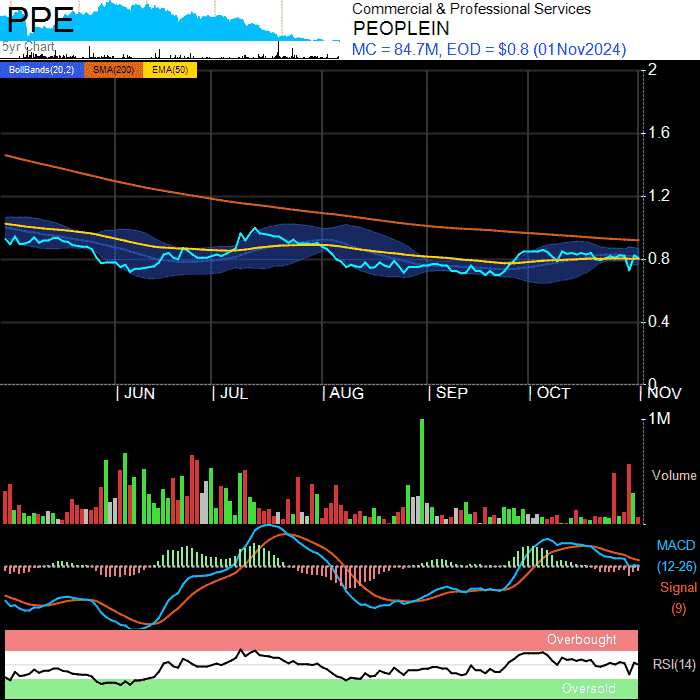 PPE
5yr Chart
Commercial & Professional Services
PEOPLEIN
MC = 84.7M, EOD = $0.8 (01Nov2024)
BollBands(20,2) SMA(200) EMA(50)
2
1.6
1.2
0.8
0.4
0
JUN JUL AUG SEP OCT NOV
1M
Volume
MACD
(12-26)
Signal
(9)
Overbought
RSI(14)
Oversold